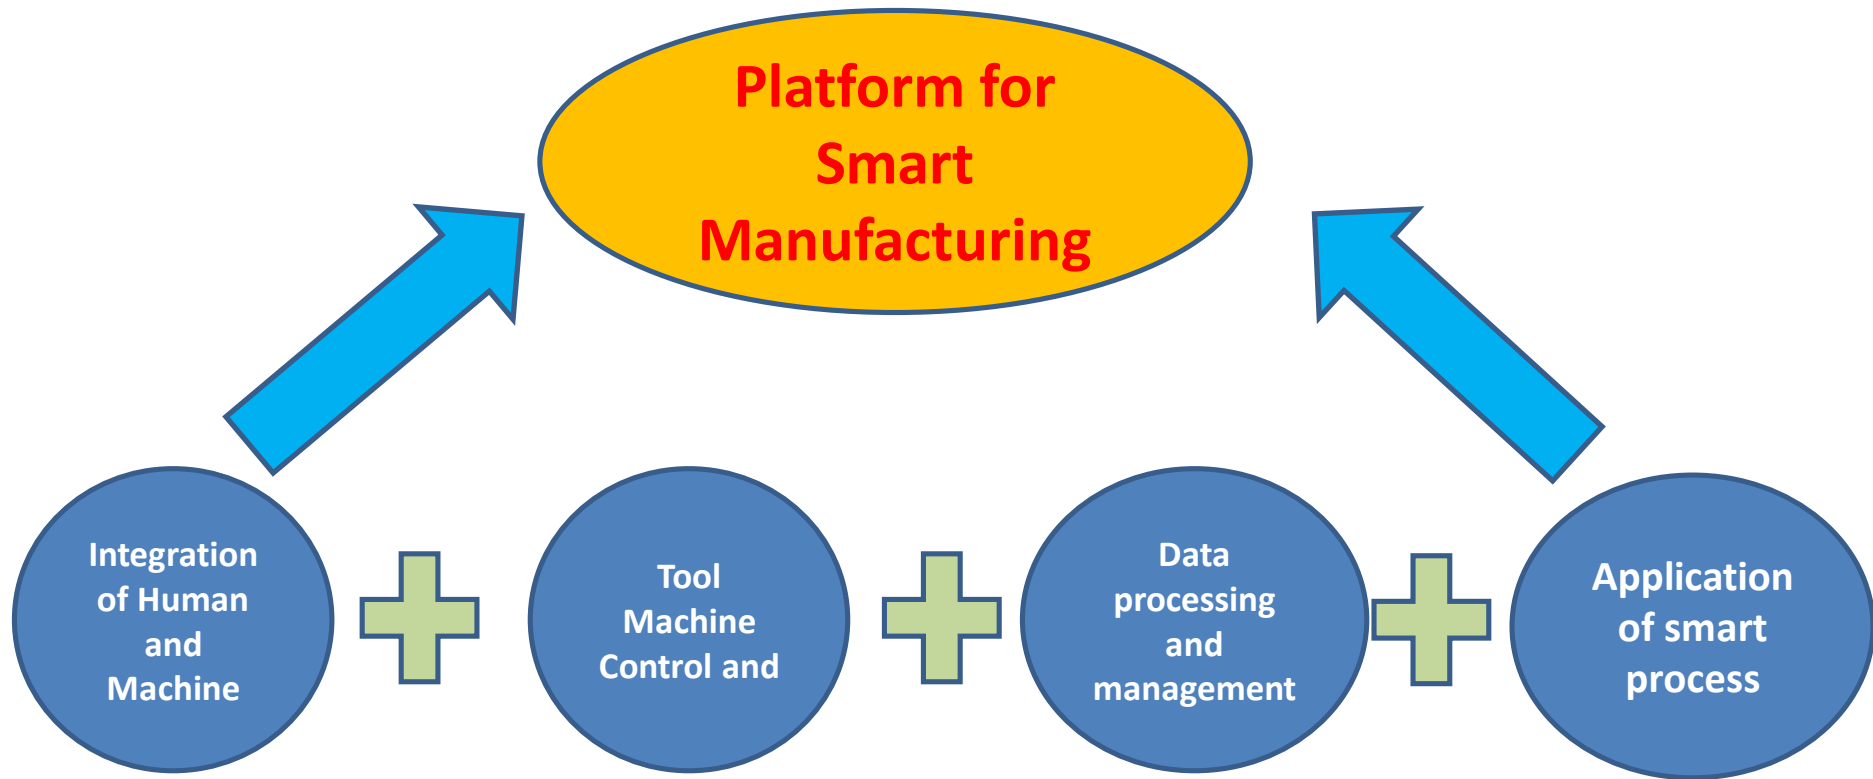 Platform for
Smart
Manufacturing
Integration
of Human
and
Machine
Tool
Machine
Control and
Data
processing
and
management
Application
of smart
process